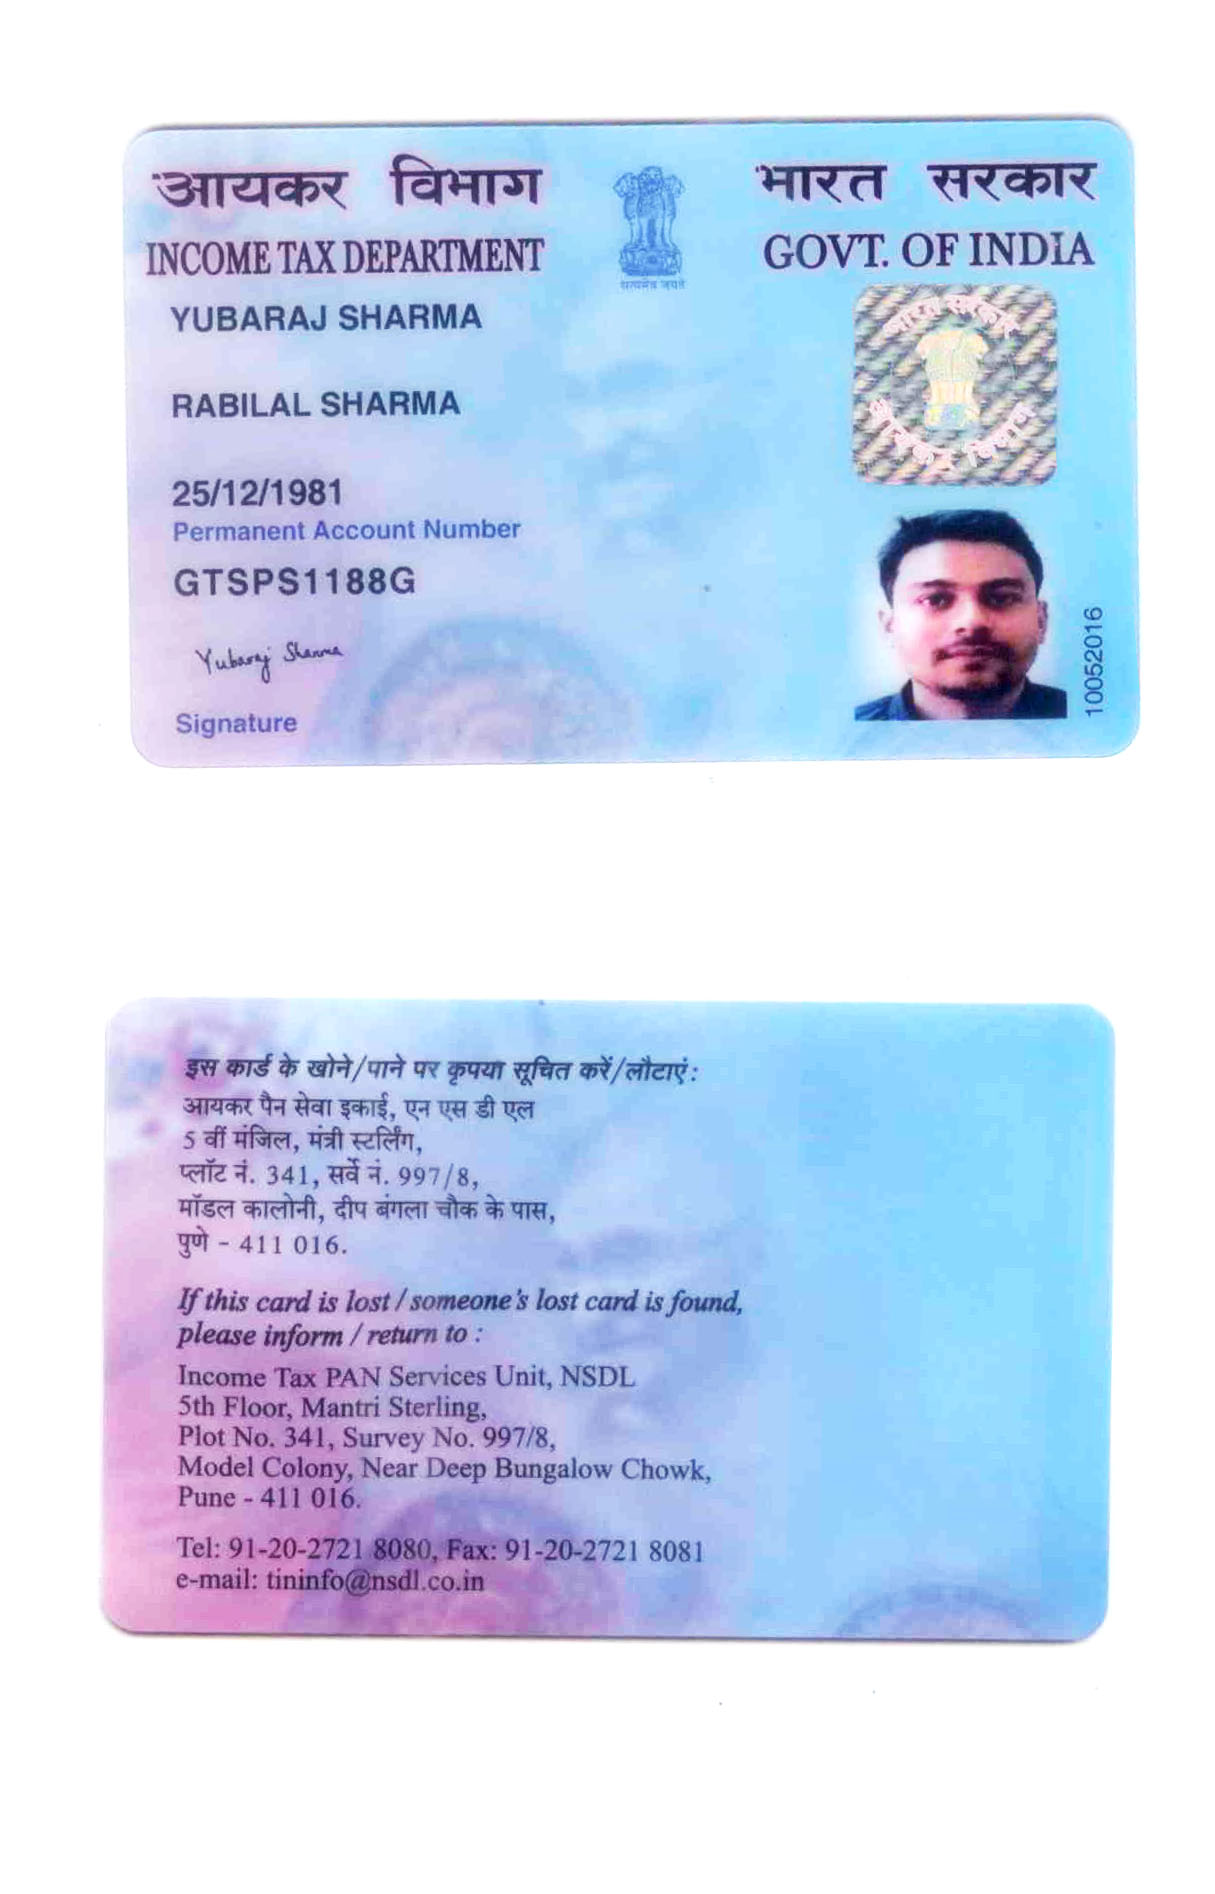 आयकर विभाग
INCOME TAX DEPARTMENT
सत्यमेव जयते
भारत सरकार
GOVT. OF INDIA
YUBARAJ SHARMA
RABILAL SHARMA
25/12/1981
Permanent Account Number
GTSPS1188G
Yubaraj Sharma
Signature
भारत सरकार
आयकर विभाग
10052016
इस कार्ड के खोने/पाने पर कृपया सूचित करें/लौटाएं:
आयकर पैन सेवा इकाई, एन एस डी एल
5 वीं मंजिल, मंत्री स्टर्लिंग,
प्लॉट नं. 341, सर्वे नं. 997/8,
मॉडल कालोनी, दीप बंगला चौक के पास,
पुणे - 411 016.
If this card is lost / someone's lost card is found,
please inform / return to :
Income Tax PAN Services Unit, NSDL
5th Floor, Mantri Sterling,
Plot No. 341, Survey No. 997/8,
Model Colony, Near Deep Bungalow Chowk,
Pune - 411 016.
Tel: 91-20-2721 8080, Fax: 91-20-2721 8081
e-mail: tininfo@nsdl.co.in